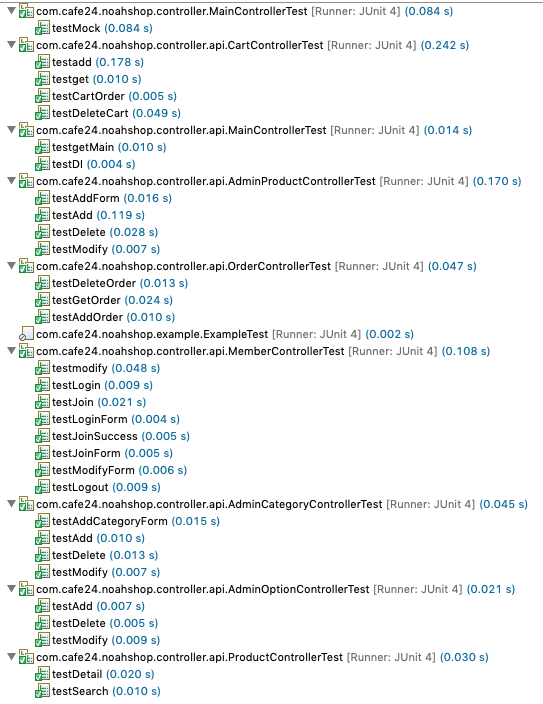 com.cafe24.noahshop.controller.MainControllerTest [Runner: JUnit 4] (0.084 s)
testMock (0.084 s)
com.cafe24.noahshop.controller.api.CartControllerTest [Runner: JUnit 4] (0.242 s)
testadd (0.178 s)
testget (0.010 s)
testCartOrder (0.005 s)
testDeleteCart (0.049 s)
com.cafe24.noahshop.controller.api.MainControllerTest [Runner: JUnit 4] (0.014 s)
testgetMain (0.010 s)
testDI (0.004 s)
com.cafe24.noahshop.controller.api.AdminProductControllerTest [Runner: JUnit 4] (0.170 s)
testAddForm (0.016 s)
testAdd (0.119 s)
testDelete (0.028 s)
testModify (0.007 s)
com.cafe24.noahshop.controller.api.OrderControllerTest [Runner: JUnit 4] (0.047 s)
testDeleteOrder (0.013 s)
testGetOrder (0.024 s)
testAddOrder (0.010 s)
com.cafe24.noahshop.example.ExampleTest [Runner: JUnit 4] (0.002 s)
com.cafe24.noahshop.controller.api.MemberControllerTest [Runner: JUnit 4] (0.108 s)
testmodify (0.048 s)
testLogin (0.009 s)
testJoin (0.021 s)
testLoginForm (0.004 s)
testJoinSuccess (0.005 s)
testJoinForm (0.005 s)
testModifyForm (0.006 s)
testLogout (0.009 s)
com.cafe24.noahshop.controller.api.AdminCategoryControllerTest [Runner: JUnit 4] (0.045 s)
testAddCategoryForm (0.015 s)
testAdd (0.010 s)
testDelete (0.013 s)
testModify (0.007 s)
com.cafe24.noahshop.controller.api.AdminOptionControllerTest [Runner: JUnit 4] (0.021 s)
testAdd (0.007 s)
testDelete (0.005 s)
testModify (0.009 s)
com.cafe24.noahshop.controller.api.ProductControllerTest [Runner: JUnit 4] (0.030 s)
testDetail (0.020 s)
testSearch (0.010 s)